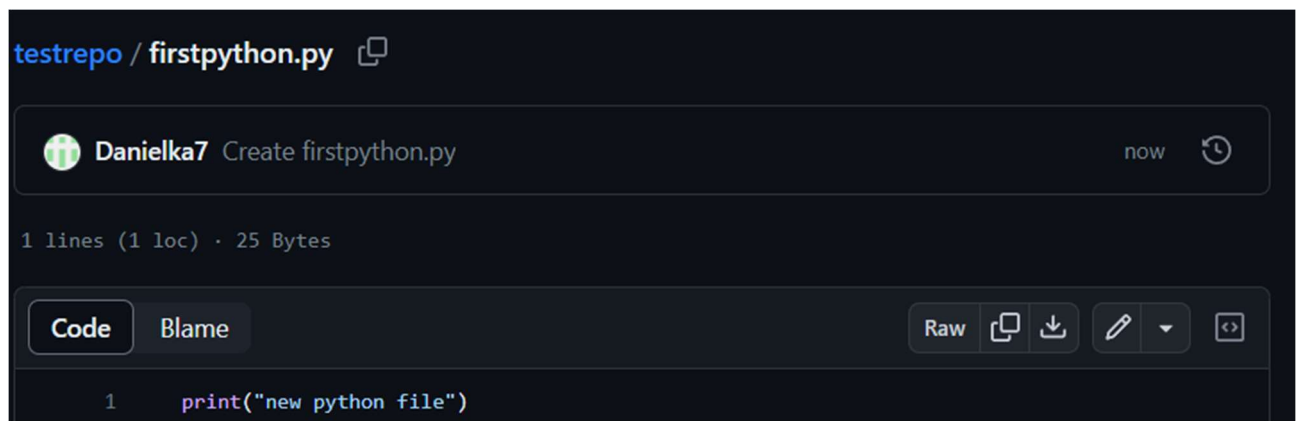 testrepo / firstpython.py
Danielka7 Create firstpython.py now
1 lines (1 loc) · 25 Bytes
Code Blame Raw
1 print("new python file")